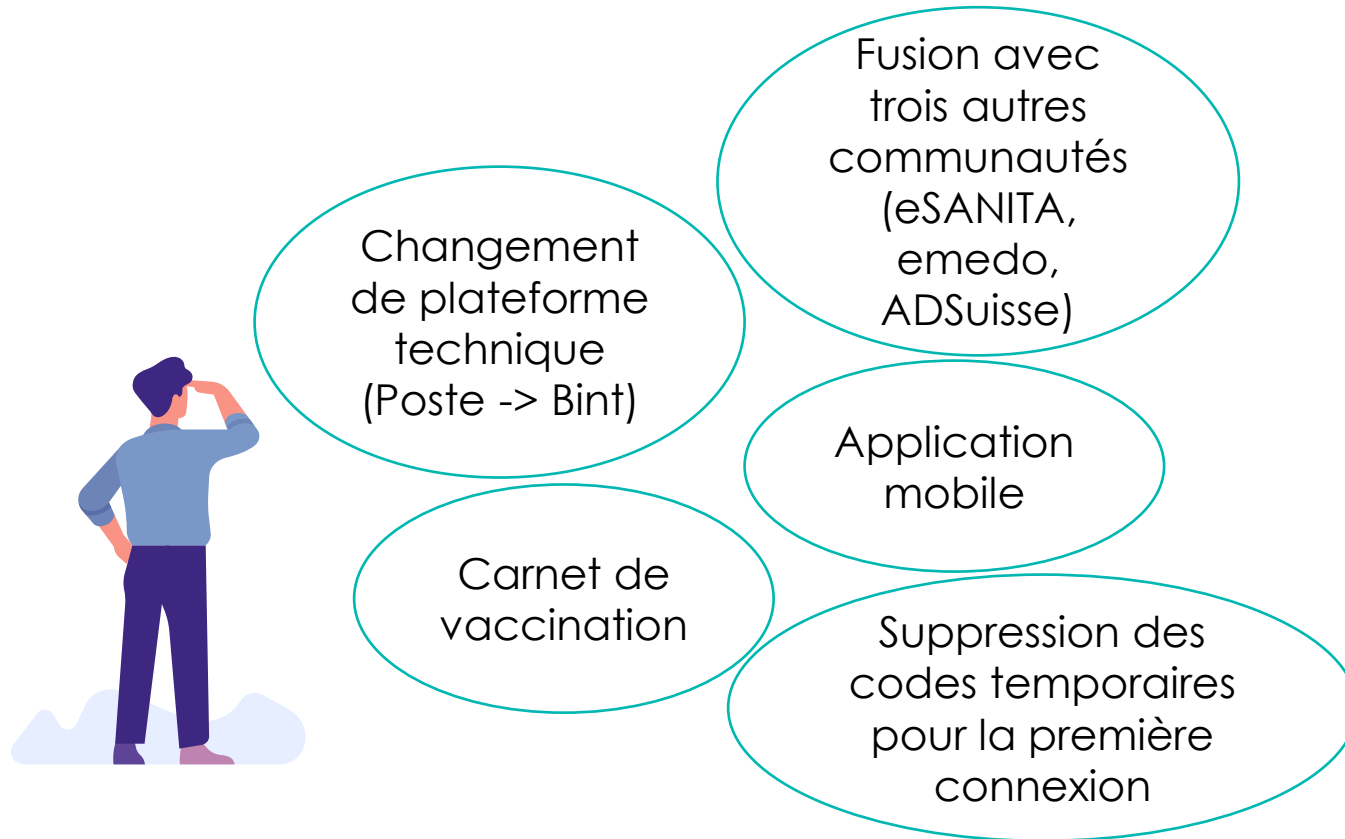 Fusion avec
trois autres
communautés
(eSANITA,
emedo,
ADSuisse)
Changement
de plateforme
technique
(Poste -> Bint)
Application
mobile
Carnet de
vaccination
Suppression des
codes temporaires
pour la première
connexion